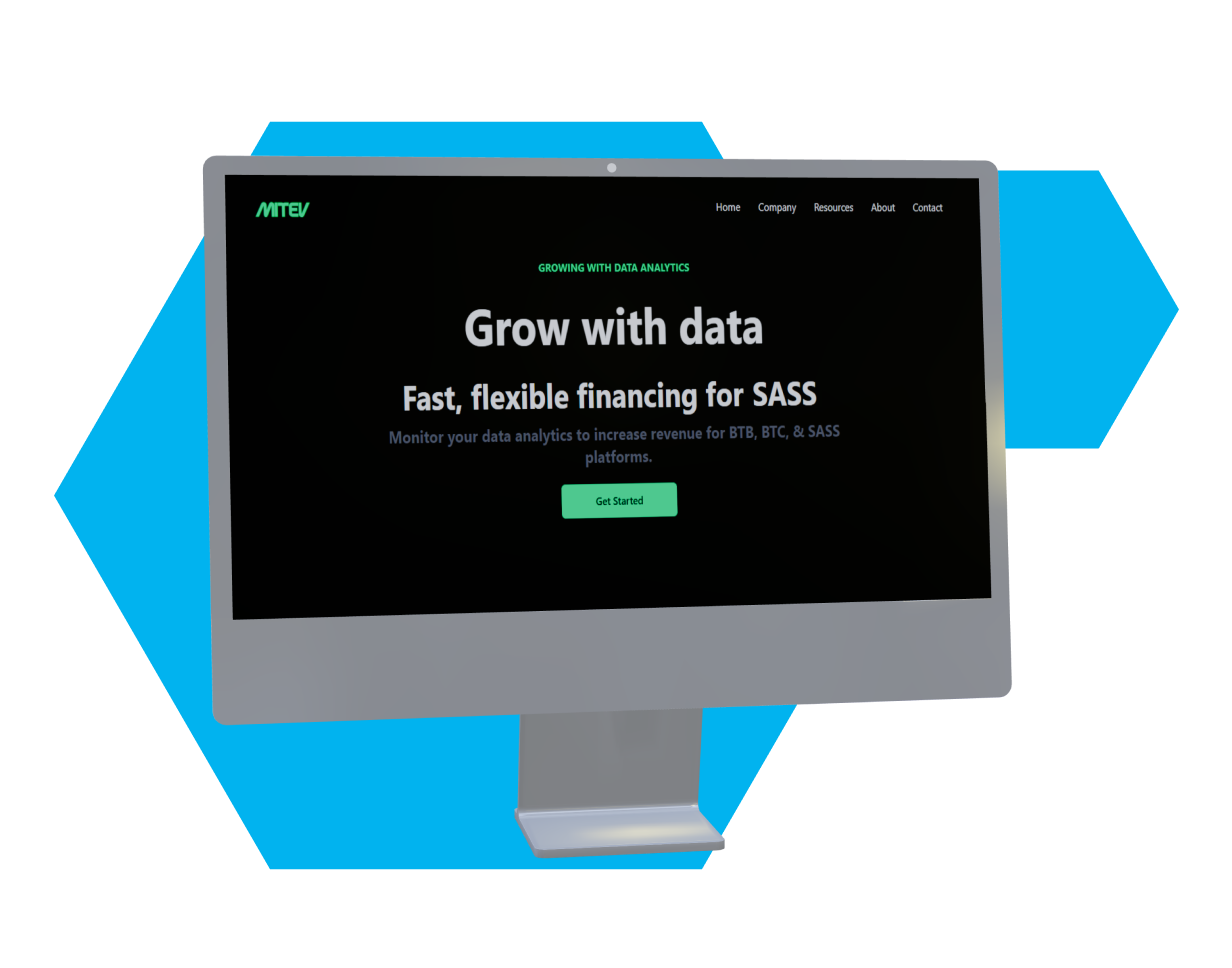 MITEV
Home Company Resources About Contact
GROWING WITH DATA ANALYTICS
Grow with data
Fast, flexible financing for SASS
Monitor your data analytics to increase revenue for BTB, BTC, & SASS
platforms.
Get Started